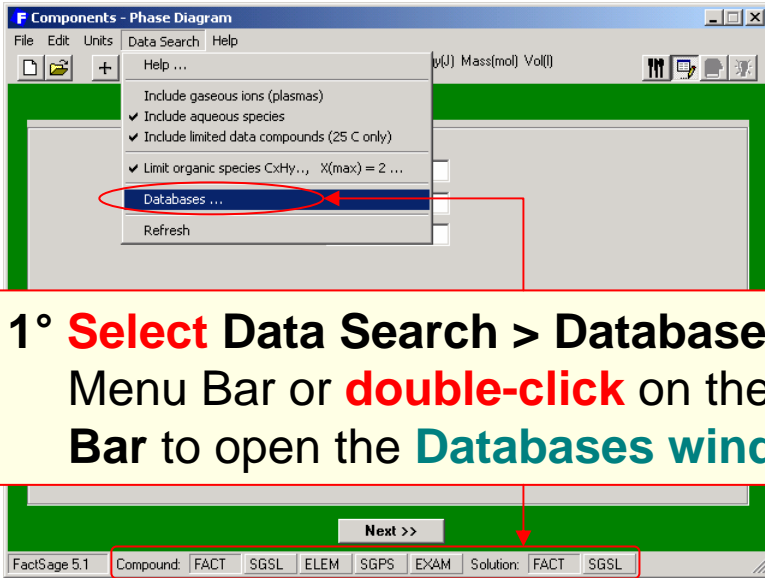 F Components - Phase Diagram
File Edit Units Data Search Help
Help ...
Mass(mol) Vol(l)
Include gaseous ions (plasmas)
Include aqueous species
Include limited data compounds (25 C only)
Limit organic species CxHy.., X(max) = 2 ...
Databases ...
Refresh
1° Select Data Search > Database
Menu Bar or double-click on the
Bar to open the Databases
Next >>
FactSage 5.1 Compound: FACT SGSL ELEM SGPS EXAM Solution: FACT SGSL